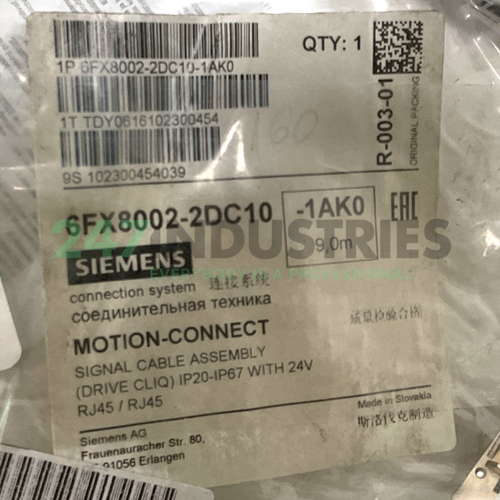 1P 6FX8002-2DC10-1AK0
QTY: 1
1T TDY0616102300454
160
9S 102300454039
R-003-01
ORIGINAL PACKING
6FX8002-2DC10
-1AK0
9,0m
EAC
247 INDUSTRIES
SIEMENS
connection system 连接系统
соединительная техника
质量检验合格
MOTION-CONNECT
SIGNAL CABLE ASSEMBLY
(DRIVE CLIQ) IP20-IP67 WITH 24V
RJ45 / RJ45
Made in Slovakia
斯洛伐克制造
Siemens AG
Frauenauracher Str. 80,
91056 Erlangen